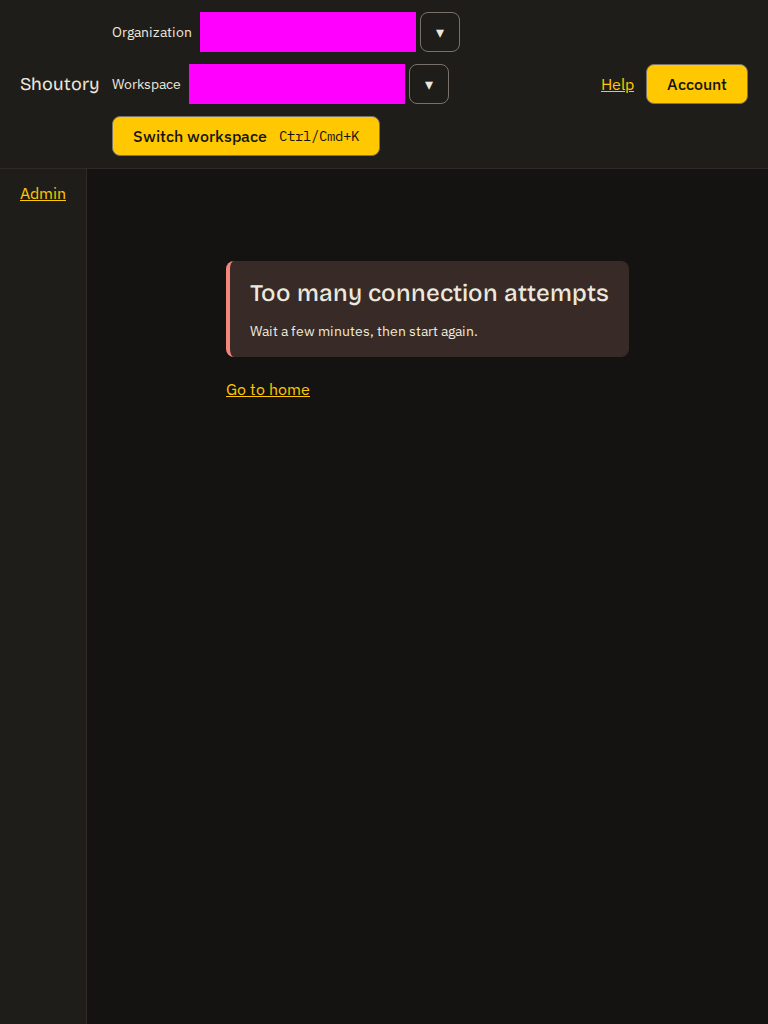 Organization
▼
Shoutory
Workspace
▼
Help
Account
Switch workspace Ctrl/Cmd+K
Admin
Too many connection attempts
Wait a few minutes, then start again.
Go to home